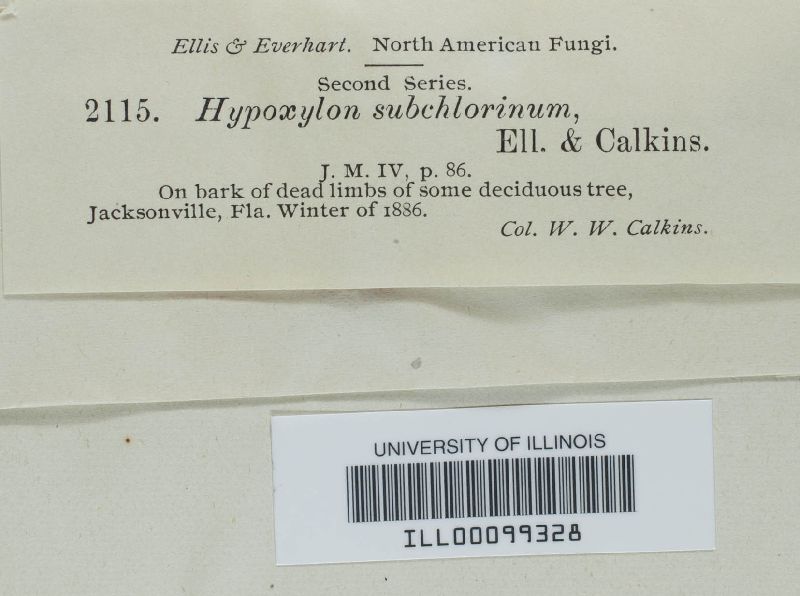 Ellis & Everhart. North American Fungi.
Second Series.
2115. Hypoxylon subchlorinum,
Ell. & Calkins.
J. M. IV, p. 86.
On bark of dead limbs of some deciduous tree,
Jacksonville, Fla. Winter of 1886.
Col. W. W. Calkins.
UNIVERSITY OF ILLINOIS
ILL00099328